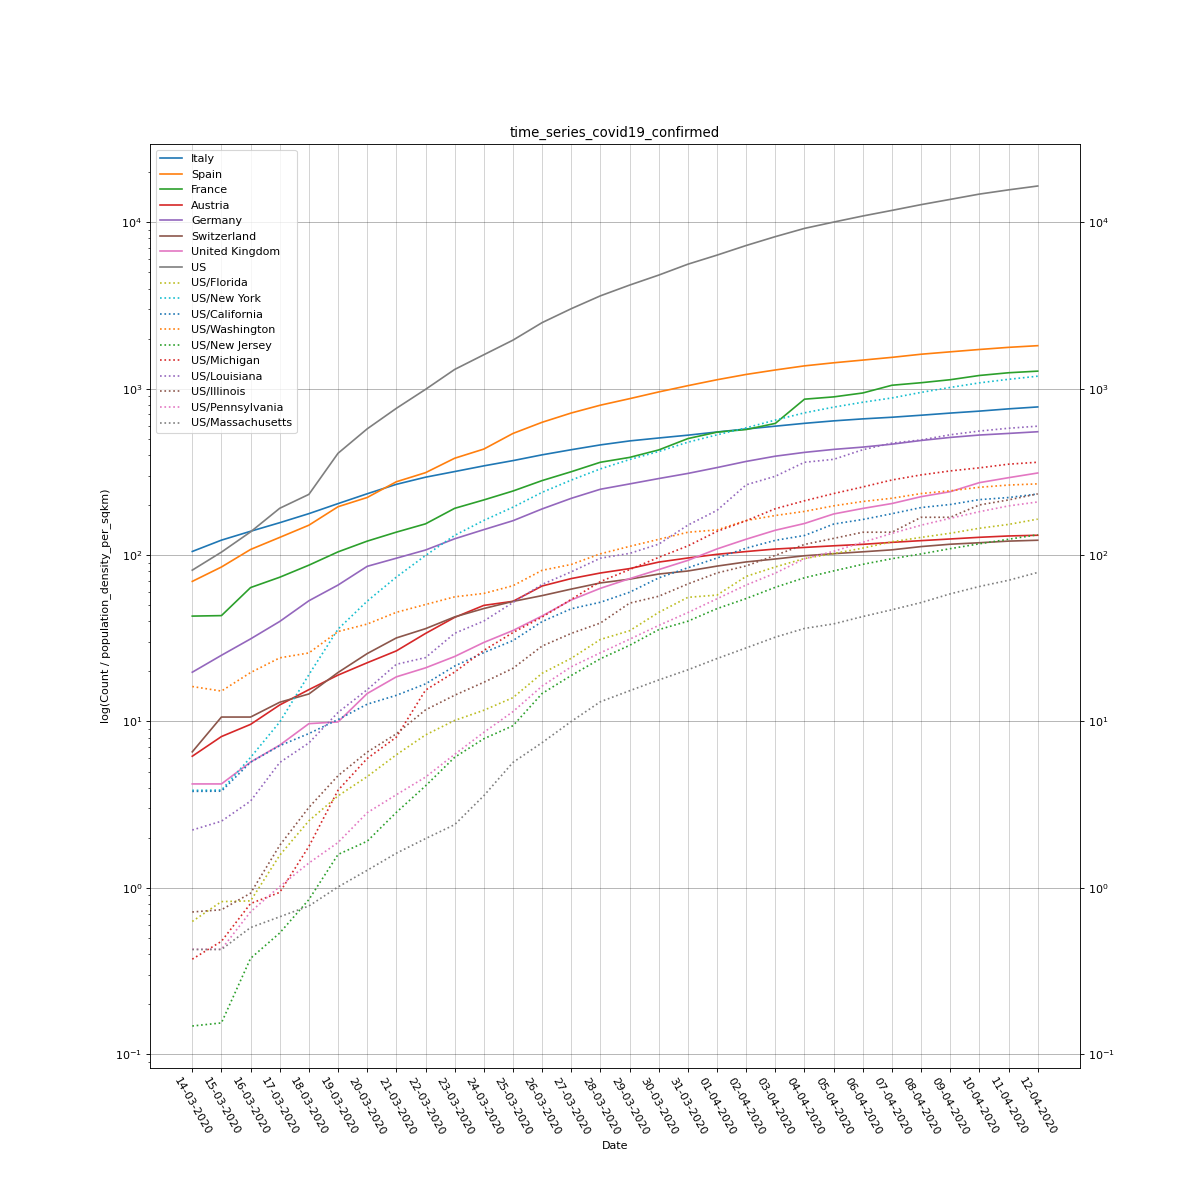 time_series_covid19_confirmed
Italy
Spain
France
Austria
Germany
Switzerland
United Kingdom
US
US/Florida
US/New York
US/California
US/Washington
US/New Jersey
US/Michigan
US/Louisiana
US/Illinois
US/Pennsylvania
US/Massachusetts
10⁴
10³
10²
10¹
10⁰
10⁻¹
10⁴
10³
10²
10¹
10⁰
10⁻¹
log(Count / population_density_per_sqkm)
14-03-2020
15-03-2020
16-03-2020
17-03-2020
18-03-2020
19-03-2020
20-03-2020
21-03-2020
22-03-2020
23-03-2020
24-03-2020
25-03-2020
26-03-2020
27-03-2020
28-03-2020
29-03-2020
30-03-2020
31-03-2020
01-04-2020
02-04-2020
03-04-2020
04-04-2020
05-04-2020
06-04-2020
07-04-2020
08-04-2020
09-04-2020
10-04-2020
11-04-2020
12-04-2020
Date